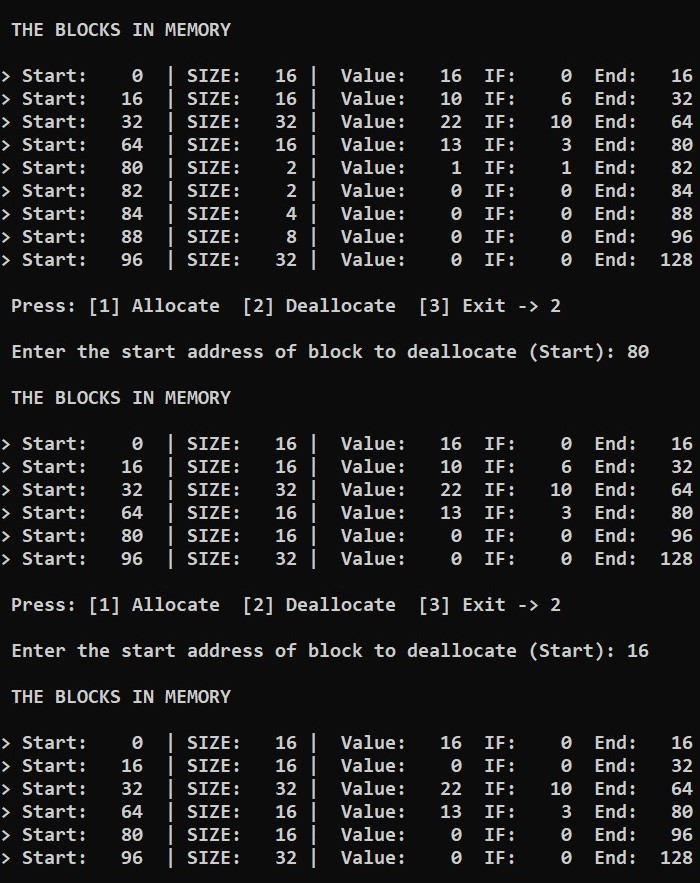 THE BLOCKS IN MEMORY
> Start:    0  | SIZE:   16 |  Value:   16  IF:    0  End:   16
> Start:   16  | SIZE:   16 |  Value:   10  IF:    6  End:   32
> Start:   32  | SIZE:   32 |  Value:   22  IF:   10  End:   64
> Start:   64  | SIZE:   16 |  Value:   13  IF:    3  End:   80
> Start:   80  | SIZE:    2 |  Value:    1  IF:    1  End:   82
> Start:   82  | SIZE:    2 |  Value:    0  IF:    0  End:   84
> Start:   84  | SIZE:    4 |  Value:    0  IF:    0  End:   88
> Start:   88  | SIZE:    8 |  Value:    0  IF:    0  End:   96
> Start:   96  | SIZE:   32 |  Value:    0  IF:    0  End:  128
Press: [1] Allocate  [2] Deallocate  [3] Exit -> 2
Enter the start address of block to deallocate (Start): 80
THE BLOCKS IN MEMORY
> Start:    0  | SIZE:   16 |  Value:   16  IF:    0  End:   16
> Start:   16  | SIZE:   16 |  Value:   10  IF:    6  End:   32
> Start:   32  | SIZE:   32 |  Value:   22  IF:   10  End:   64
> Start:   64  | SIZE:   16 |  Value:   13  IF:    3  End:   80
> Start:   80  | SIZE:   16 |  Value:    0  IF:    0  End:   96
> Start:   96  | SIZE:   32 |  Value:    0  IF:    0  End:  128
Press: [1] Allocate  [2] Deallocate  [3] Exit -> 2
Enter the start address of block to deallocate (Start): 16
THE BLOCKS IN MEMORY
> Start:    0  | SIZE:   16 |  Value:   16  IF:    0  End:   16
> Start:   16  | SIZE:   16 |  Value:    0  IF:    0  End:   32
> Start:   32  | SIZE:   32 |  Value:   22  IF:   10  End:   64
> Start:   64  | SIZE:   16 |  Value:   13  IF:    3  End:   80
> Start:   80  | SIZE:   16 |  Value:    0  IF:    0  End:   96
> Start:   96  | SIZE:   32 |  Value:    0  IF:    0  End:  128